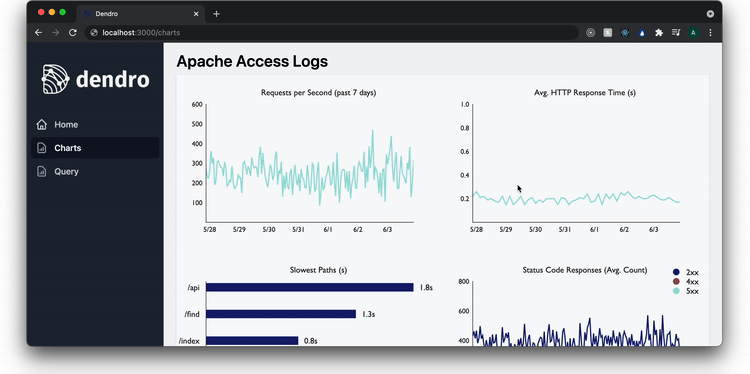 Dendro
localhost:3000/charts
A
dendro
Home
Charts
Query
Apache Access Logs
Requests per Second (past 7 days)
600
500
400
300
200
100
5/28 5/29 5/30 5/31 6/1 6/2 6/3
Avg. HTTP Response Time (s)
1.0
0.8
0.6
0.4
0.2
5/28 5/29 5/30 5/31 6/1 6/2 6/3
Slowest Paths (s)
/api 1.8s
/find 1.3s
/index 0.8s
Status Code Responses (Avg. Count)
2xx
4xx
5xx
800
600
400